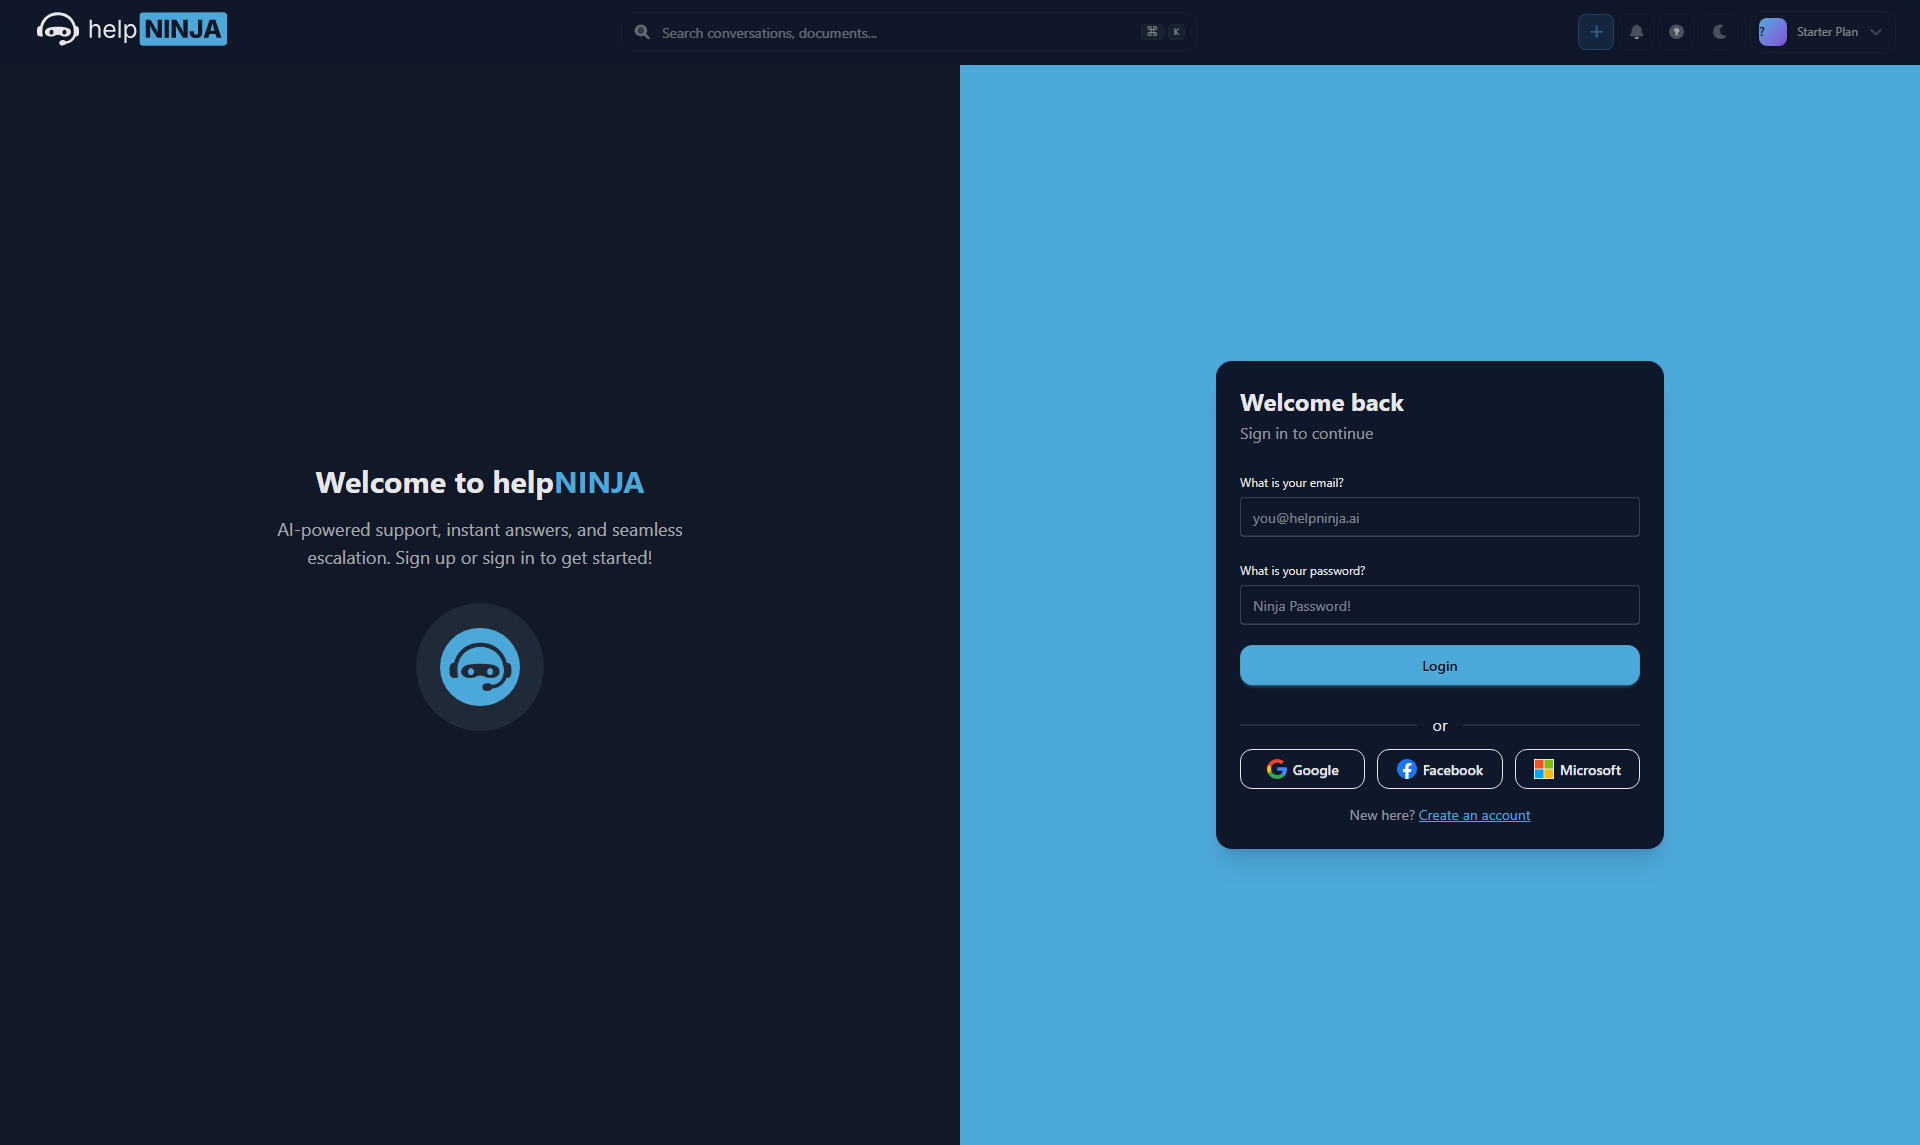 helpNINJA
Search conversations, documents...
⌘ K
?
Starter Plan
Welcome to helpNINJA
AI-powered support, instant answers, and seamless
escalation. Sign up or sign in to get started!
Welcome back
Sign in to continue
What is your email?
you@helpninja.ai
What is your password?
Ninja Password!
Login
or
Google
Facebook
Microsoft
New here? Create an account